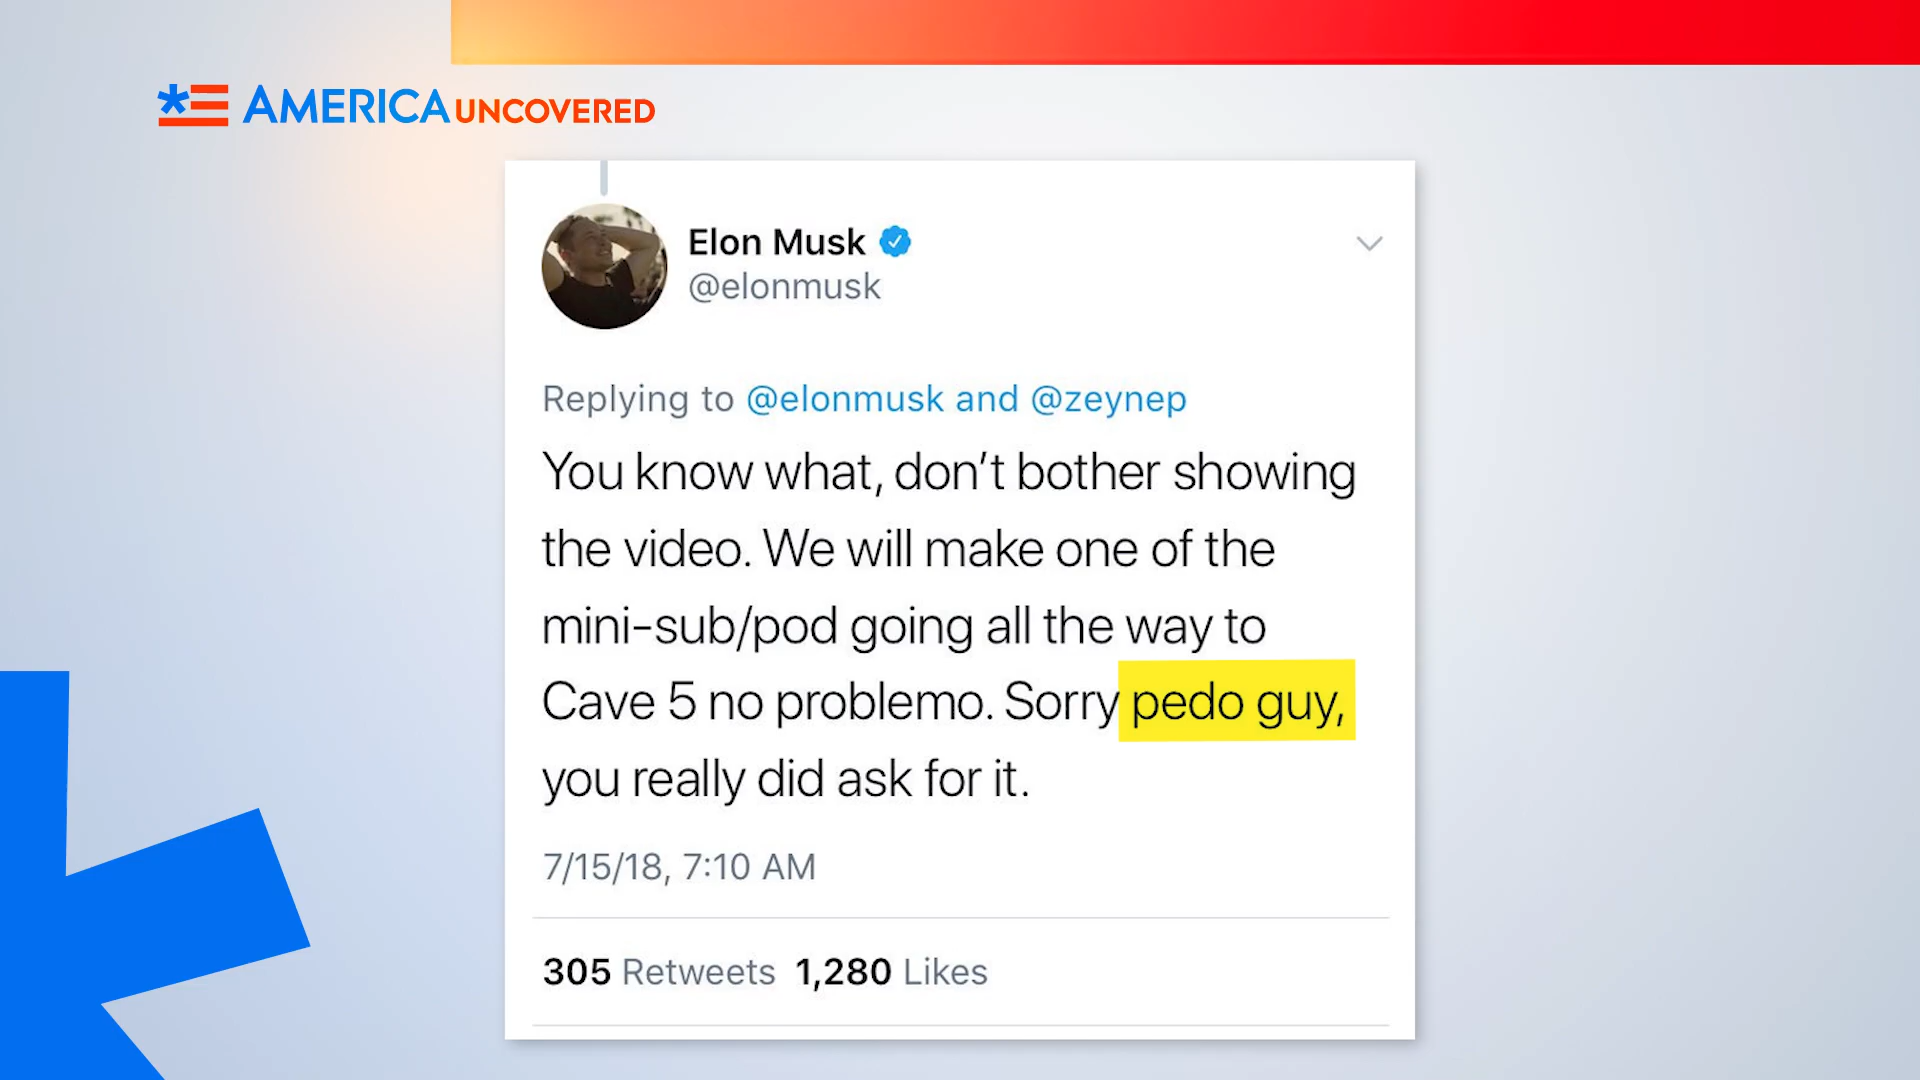 AMERICA UNCOVERED
Elon Musk
@elonmusk
Replying to @elonmusk and @zeynep
You know what, don’t bother showing
the video. We will make one of the
mini-sub/pod going all the way to
Cave 5 no problemo. Sorry pedo guy,
you really did ask for it.
7/15/18, 7:10 AM
305 Retweets 1,280 Likes